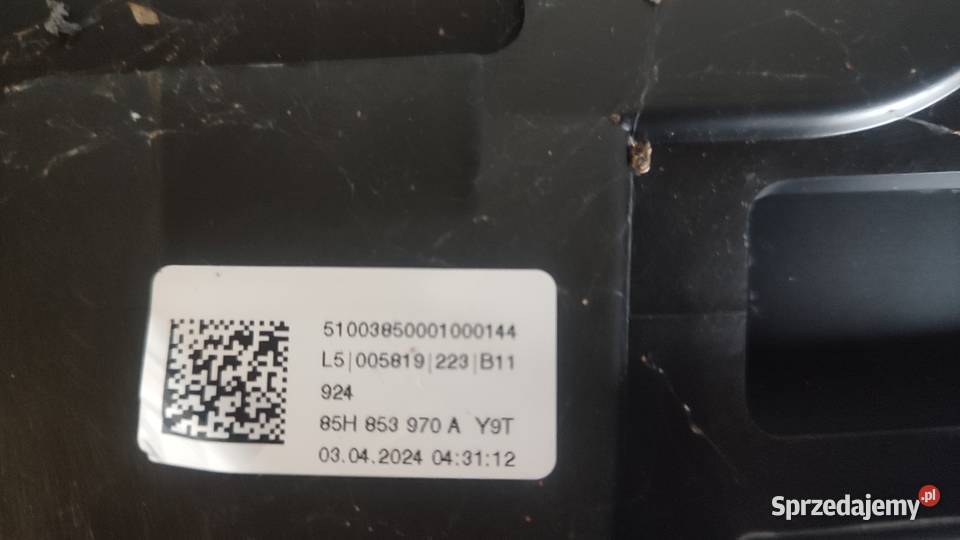 51003850001000144
L5|005819|223|B11
924
85H 853 970 A Y9T
03.04.2024 04:31:12
Sprzedajemy.pl